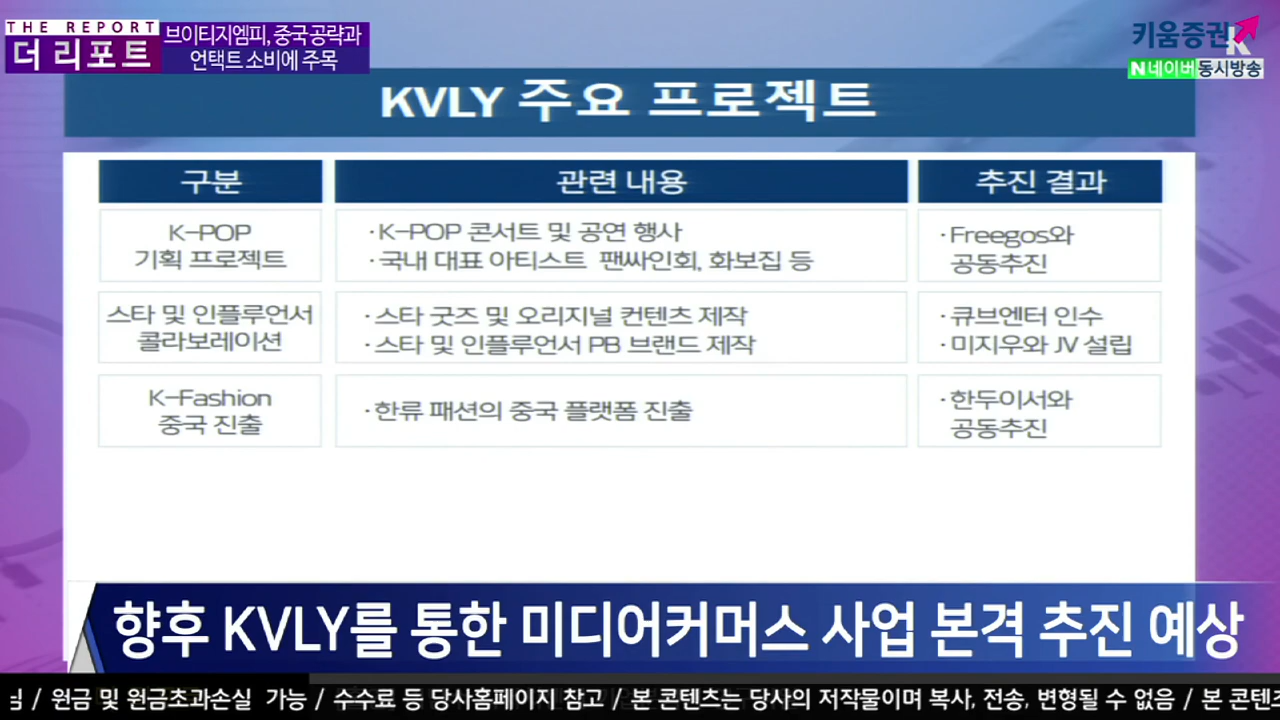 THE REPORT
더 리포트
브이티지엠피, 중국 공략과
언택트 소비에 주목
키움증권
N 네이버 동시방송
KVLY 주요 프로젝트
구분
관련 내용
추진 결과
K-POP
기획 프로젝트
·K-POP 콘서트 및 공연 행사
·국내 대표 아티스트 팬싸인회, 화보집 등
·Freegos와
공동추진
스타 및 인플루언서
콜라보레이션
·스타 굿즈 및 오리지널 컨텐츠 제작
·스타 및 인플루언서 PB 브랜드 제작
·큐브엔터 인수
·미지우와 JV 설립
K-Fashion
중국 진출
·한류 패션의 중국 플랫폼 진출
·한두이서와
공동추진
향후 KVLY를 통한 미디어커머스 사업 본격 추진 예상
/ 원금 및 원금초과손실 가능 / 수수료 등 당사홈페이지 참고 / 본 콘텐츠는 당사의 저작물이며 복사, 전송, 변형될 수 없음 / 본